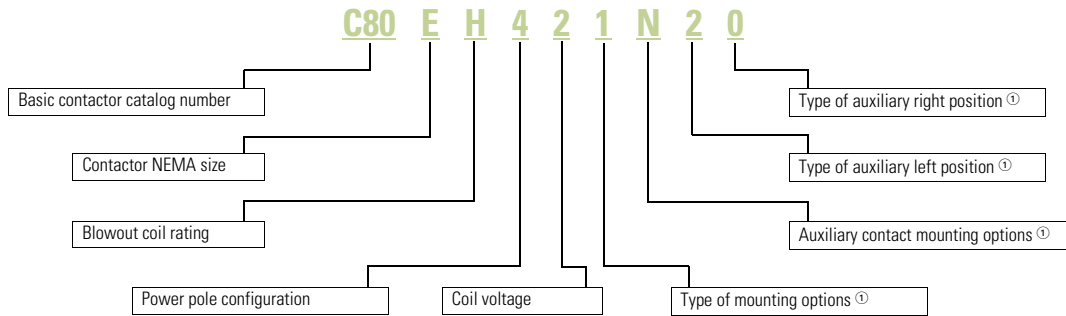 C80 E H 4 2 1 N 2 0
Basic contactor catalog number
Type of auxiliary right position ①
Contactor NEMA size
Type of auxiliary left position ①
Blowout coil rating
Auxiliary contact mounting options ①
Power pole configuration
Coil voltage
Type of mounting options ①